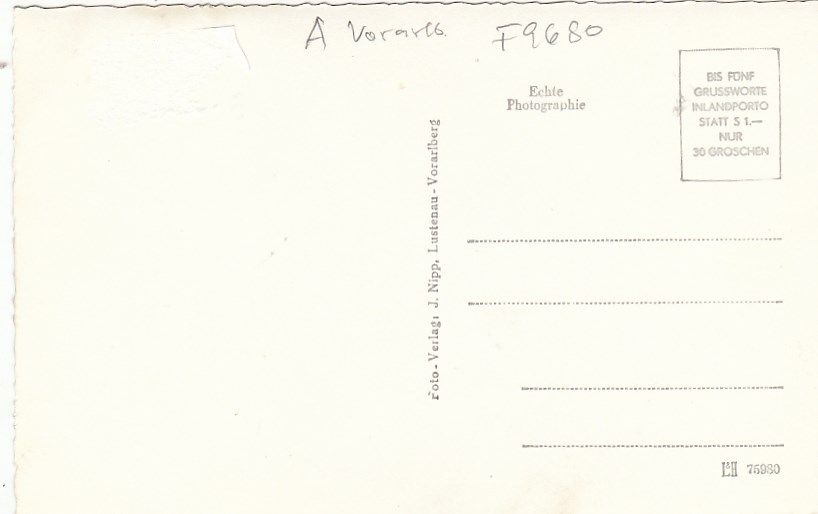 A Vorarlb. F9680
Echte
Photographie
BIS FÜNF
GRUSSWORTE
INLANDPORTO
STATT S 1.—
NUR
30 GROSCHEN
Foto-Verlag: J. Nipp, Lustenau-Vorarlberg
75980